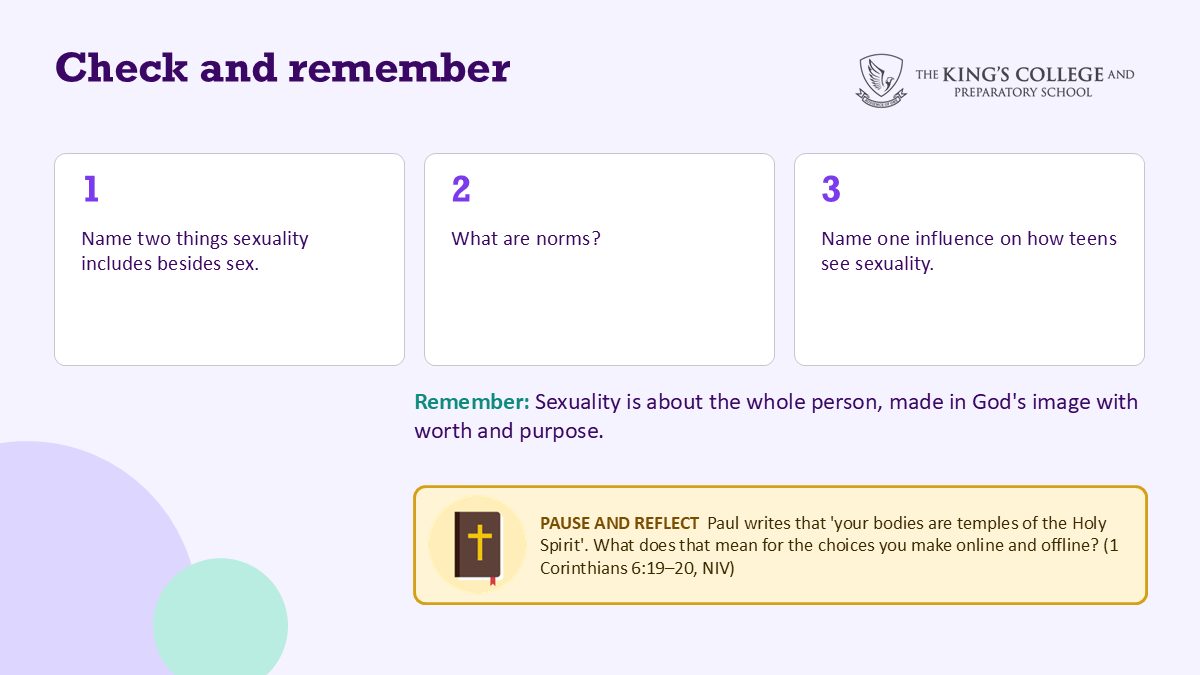 Check and remember
THE KING'S COLLEGE AND
PREPARATORY SCHOOL
1
Name two things sexuality
includes besides sex.
2
What are norms?
3
Name one influence on how teens
see sexuality.
Remember: Sexuality is about the whole person, made in God's image with
worth and purpose.
PAUSE AND REFLECT Paul writes that 'your bodies are temples of the Holy
Spirit'. What does that mean for the choices you make online and offline? (1
Corinthians 6:19–20, NIV)